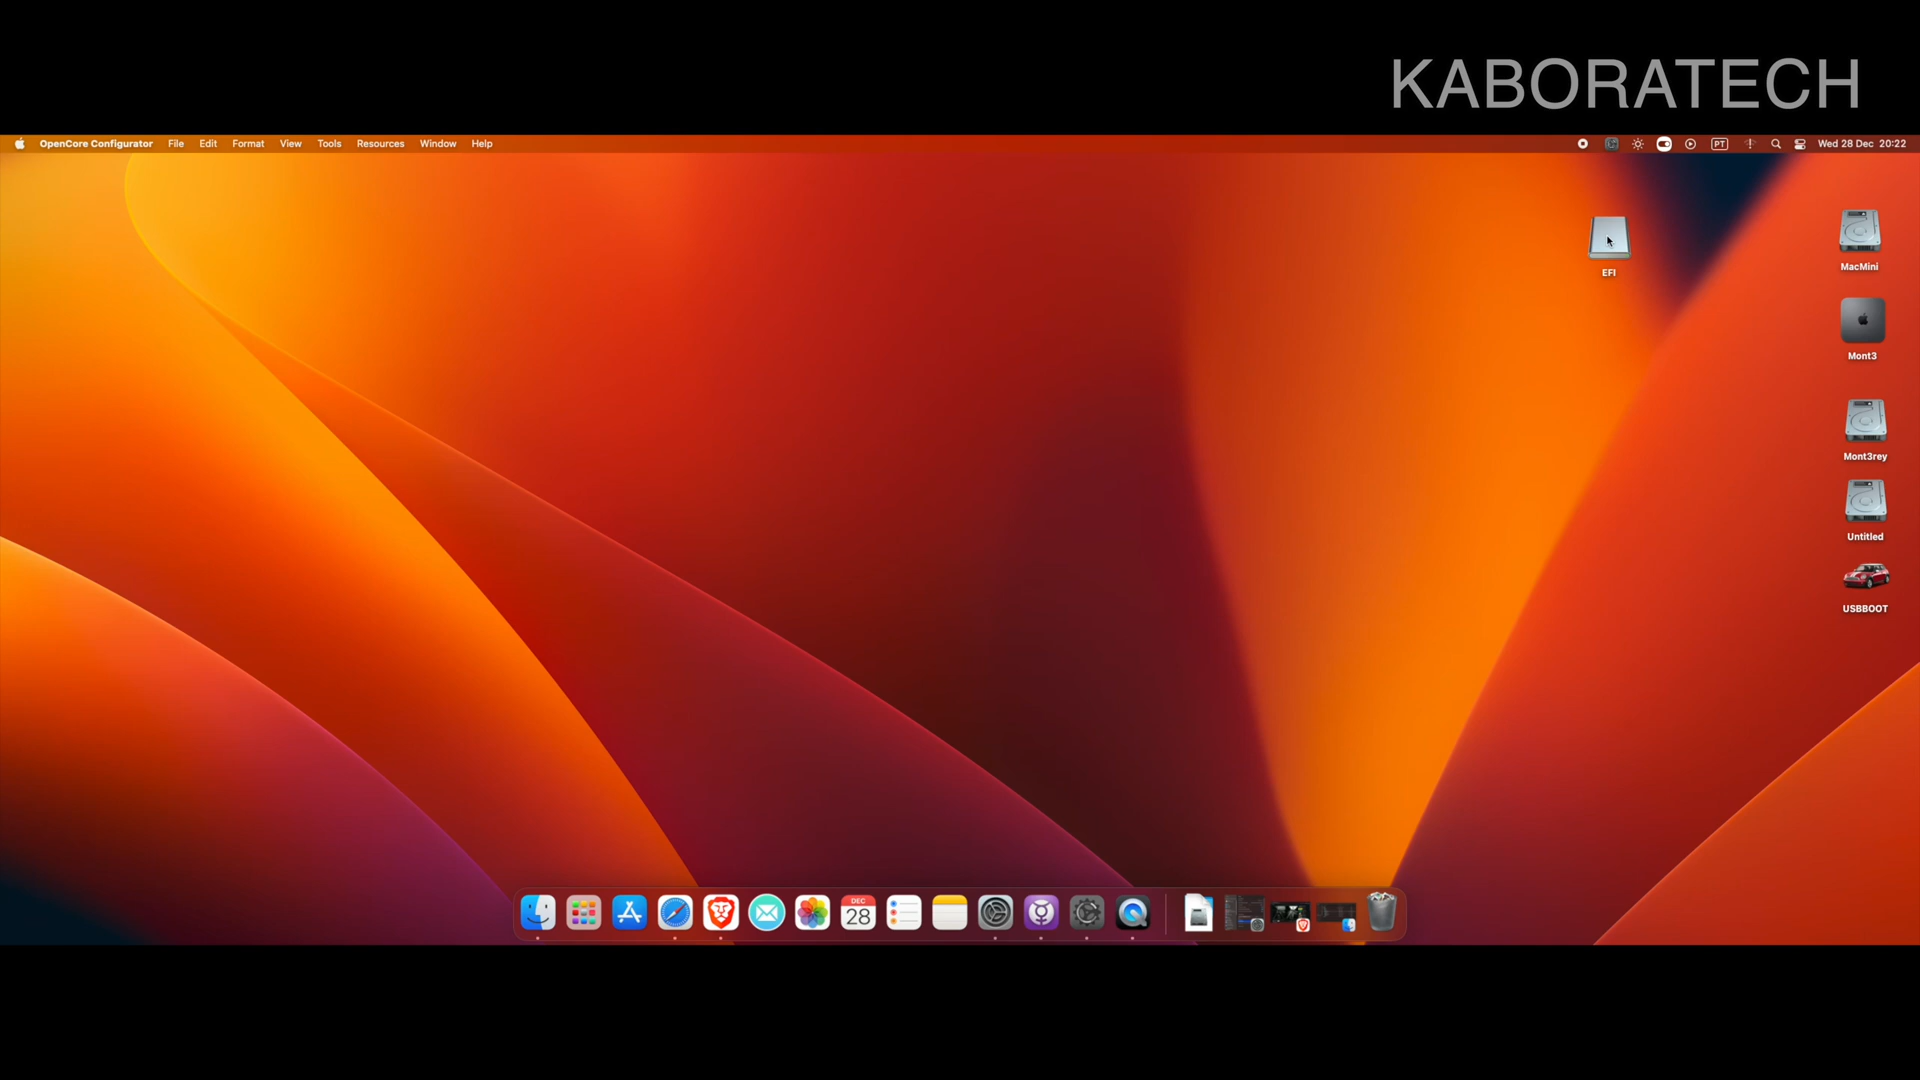 KABORATECH
OpenCore Configurator File Edit Format View Tools Resources Window Help PT Wed 28 Dec 20:22
EFI
MacMini
Mont3
Mont3rey
Untitled
USBBOOT
DEC
28